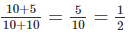 10+5/10+10 = 5/10 = 1/2